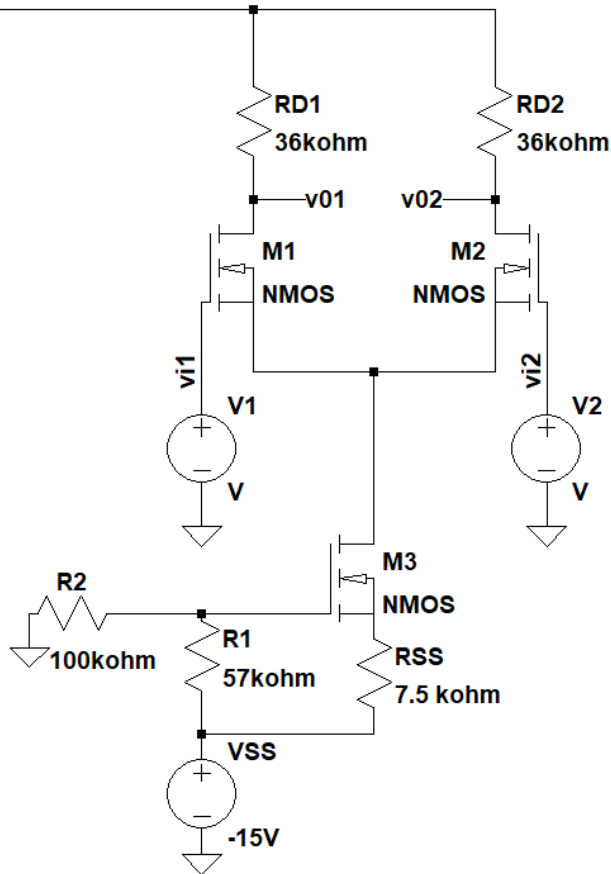 RD1
36kohm
RD2
36kohm
v01
v02
M1
NMOS
M2
NMOS
vi1
vi2
V1
V
V2
V
M3
NMOS
R2
100kohm
R1
57kohm
RSS
7.5 kohm
VSS
-15V